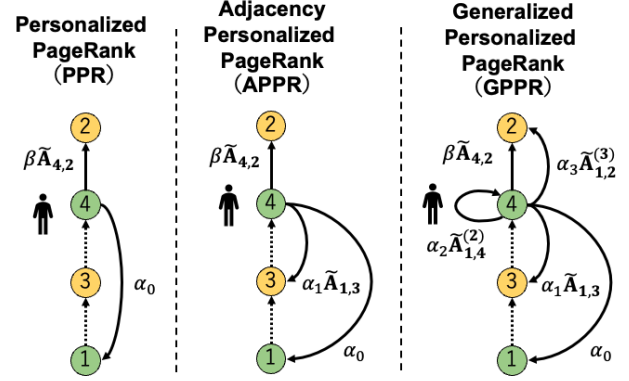 Personalized
PageRank
(PPR)
2
βÃ4,2
4
α0
3
1
Adjacency
Personalized
PageRank
(APPR)
2
βÃ4,2
4
3
α1Ã1,3
α0
1
Generalized
Personalized
PageRank
(GPPR)
2
βÃ4,2
α3Ã(3)1,2
4
α2Ã(2)1,4
3
α1Ã1,3
α0
1